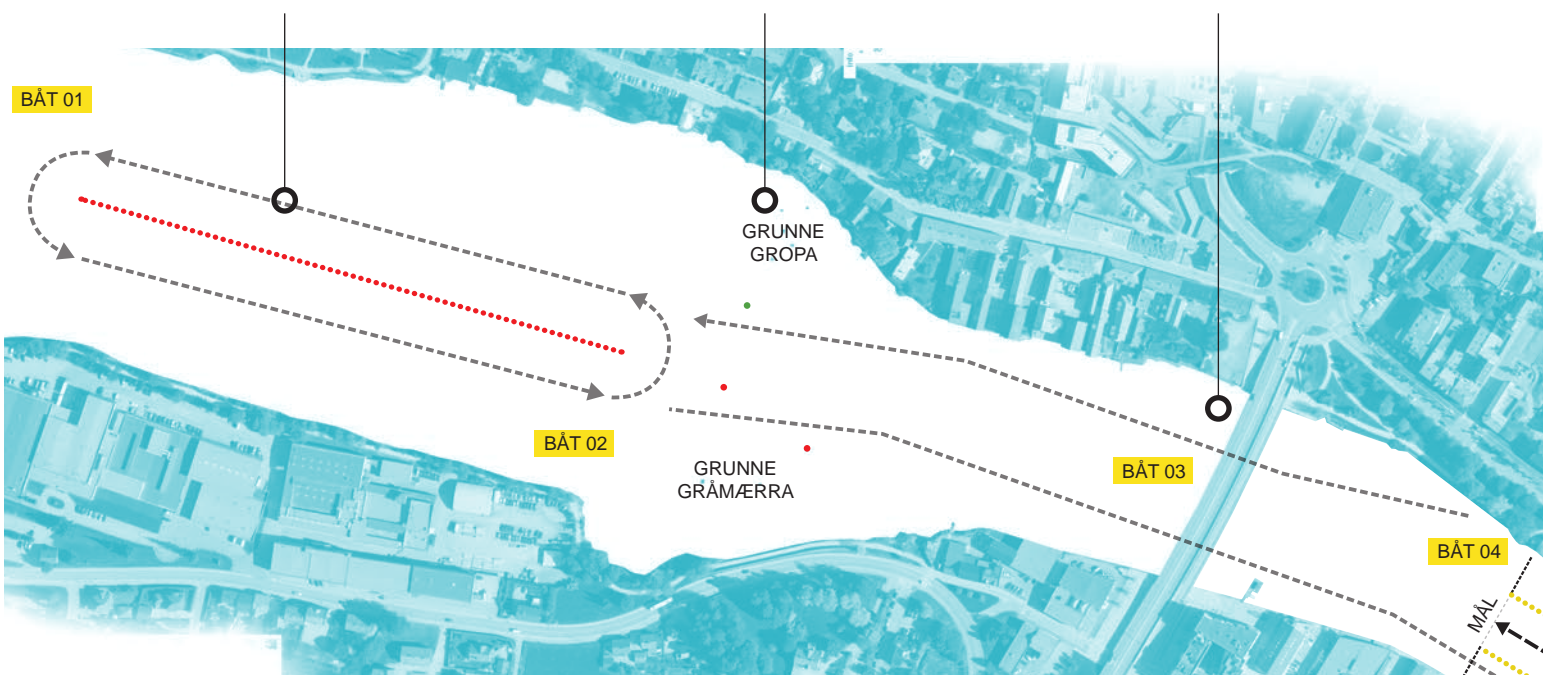 BÅT 01
GRUNNE
GROPA
BÅT 02
GRUNNE
GRÅMÆRRA
BÅT 03
BÅT 04
MÅL